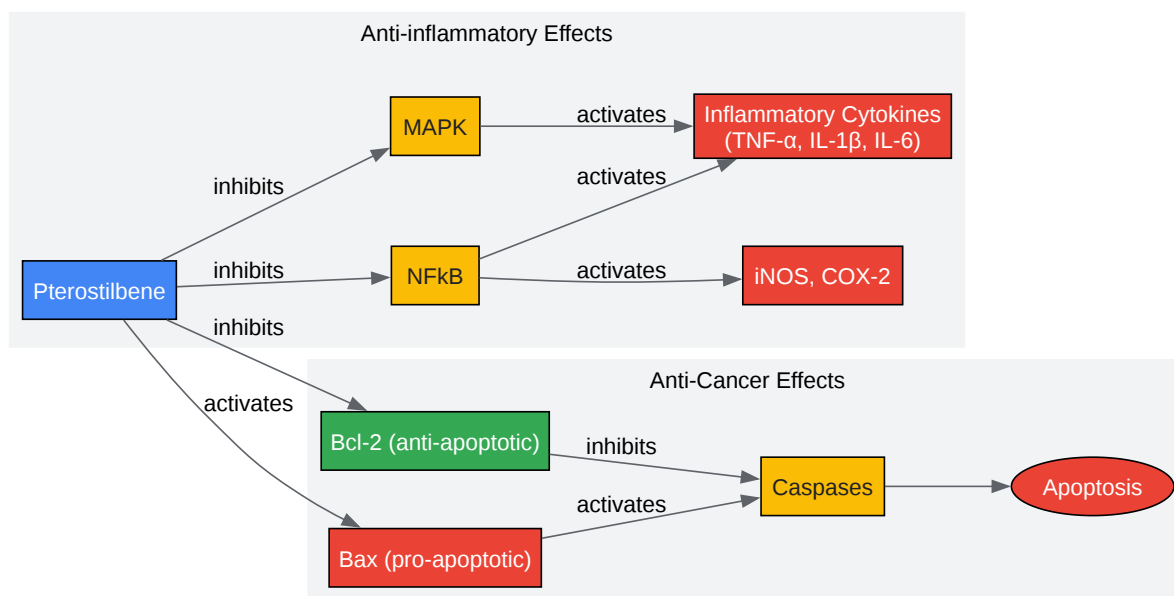 Anti-inflammatory Effects
MAPK
activates
Inflammatory Cytokines
(TNF-α, IL-1β, IL-6)
inhibits
activates
Pterostilbene
inhibits
NFkB
activates
iNOS, COX-2
inhibits
Anti-Cancer Effects
activates
Bcl-2 (anti-apoptotic)
inhibits
Caspases
Apoptosis
activates
Bax (pro-apoptotic)